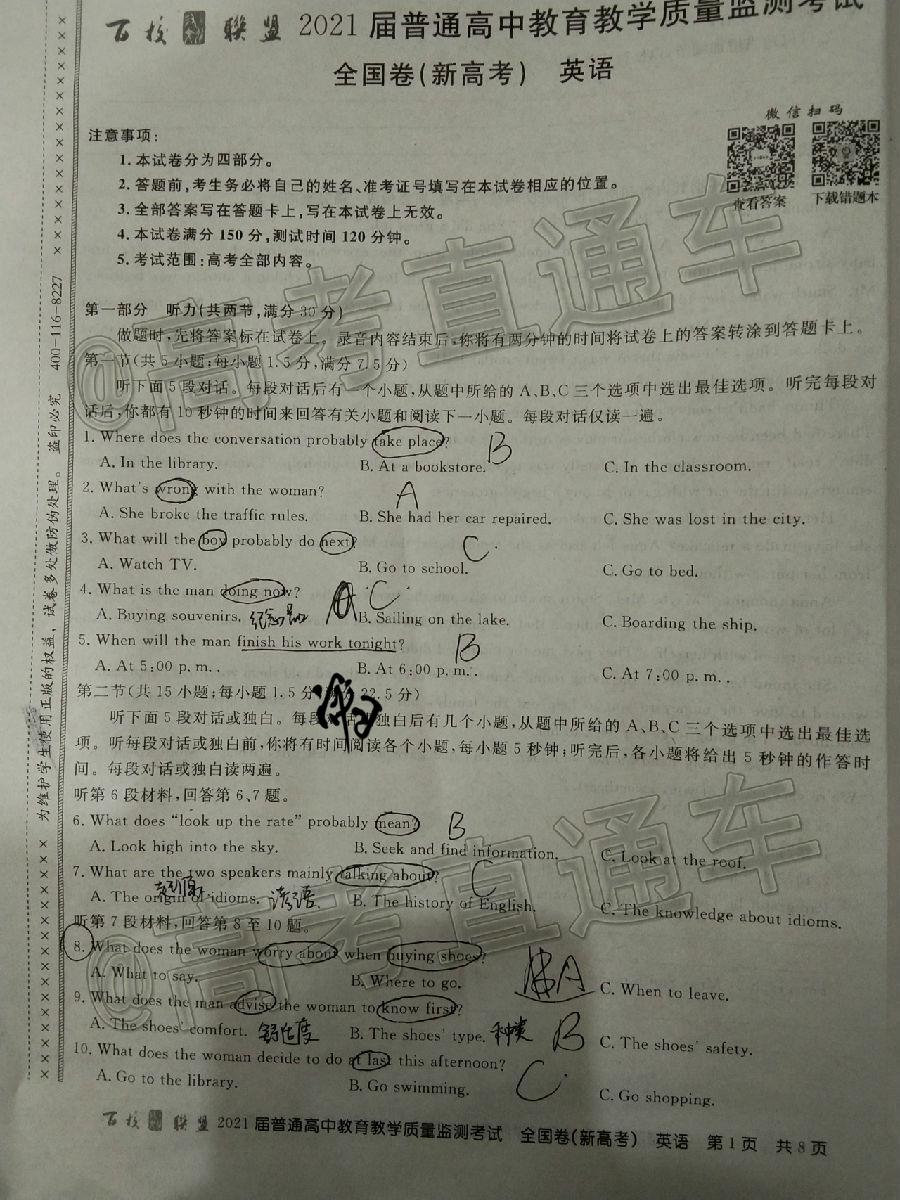 百校联盟 2021届普通高中教育教学质量监测考试
全国卷(新高考) 英语
微信扫码
查看答案 下载错题本
注意事项:
1.本试卷分为四部分。
2.答题前,考生务必将自己的姓名、准考证号填写在本试卷相应的位置。
3.全部答案写在答题卡上,写在本试卷上无效。
4.本试卷满分150分,测试时间120分钟。
5.考试范围:高考全部内容。
第一部分 听力(共两节,满分30分)
做题时,先将答案标在试卷上。录音内容结束后,你将有两分钟的时间将试卷上的答案转涂到答题卡上。
第一节(共5小题;每小题1.5分,满分7.5分)
听下面5段对话。每段对话后有一个小题,从题中所给的A、B、C三个选项中选出最佳选项。听完每段对
话后,你都有10秒钟的时间来回答有关小题和阅读下一小题。每段对话仅读一遍。
1. Where does the conversation probably take place? B
A. In the library. B. At a bookstore. C. In the classroom.
2. What's wrong with the woman? A
A. She broke the traffic rules. B. She had her car repaired. C. She was lost in the city.
3. What will the boy probably do next? C
A. Watch TV. B. Go to school. C. Go to bed.
4. What is the man doing now? C
A. Buying souvenirs. 纪念品 B. Sailing on the lake. C. Boarding the ship.
5. When will the man finish his work tonight? B
A. At 5:00 p.m.. B. At 6:00 p.m.. C. At 7:00 p.m..
第二节(共15小题;每小题1.5分,满分22.5分)
听下面5段对话或独白。每段对话或独白后有几个小题,从题中所给的A、B、C三个选项中选出最佳选
项。听每段对话或独白前,你将有时间阅读各个小题,每小题5秒钟;听完后,各小题将给出5秒钟的作答时
间。每段对话或独白读两遍。
听第6段材料,回答第6、7题。
6. What does "look up the rate" probably mean? B
A. Look high into the sky. B. Seek and find information. C. Look at the roof.
7. What are the two speakers mainly talking about? C
A. The origin of idioms. B. The history of English. C. The knowledge about idioms.
听第7段材料,回答第8至10题。
8. What does the woman worry about when buying shoes? A
A. What to say. B. Where to go. C. When to leave.
9. What does the man advise the woman to know first? B
A. The shoes' comfort. 舒适度 B. The shoes' type. 种类 C. The shoes' safety.
10. What does the woman decide to do at last this afternoon? C
A. Go to the library. B. Go swimming. C. Go shopping.
百校联盟 2021届普通高中教育教学质量监测考试 全国卷(新高考) 英语 第1页 共8页
为维护学生使用正版的权益,试卷多处做防伪处理。 盗印必究 400-116-8227
@高考直通车
@高考直通车